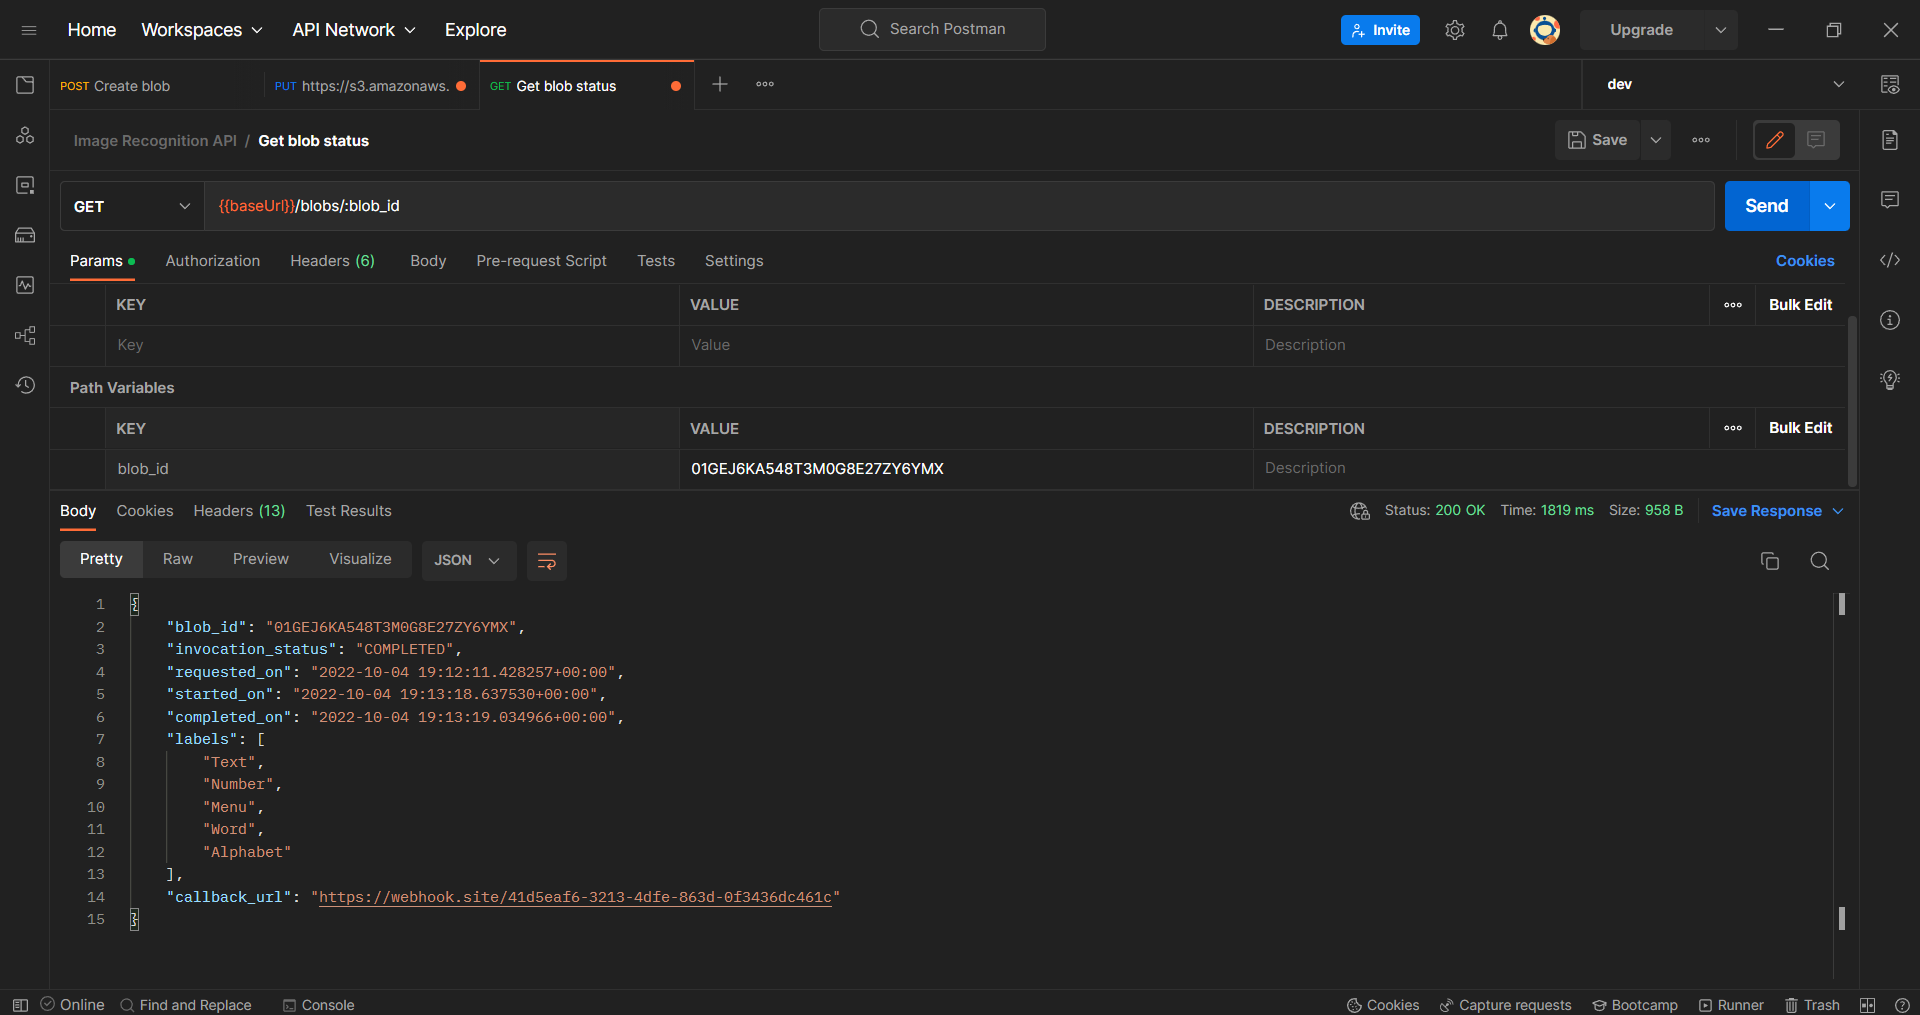 Home Workspaces API Network Explore Search Postman Invite Upgrade
POST Create blob PUT https://s3.amazonaws. GET Get blob status dev
Image Recognition API / Get blob status Save
GET {{baseUrl}}/blobs/:blob_id Send
Params Authorization Headers (6) Body Pre-request Script Tests Settings Cookies
KEY VALUE DESCRIPTION Bulk Edit
Key Value Description
Path Variables
KEY VALUE DESCRIPTION Bulk Edit
blob_id 01GEJ6KA548T3M0G8E27ZY6YMX Description
Body Cookies Headers (13) Test Results Status: 200 OK Time: 1819 ms Size: 958 B Save Response
Pretty Raw Preview Visualize JSON
1 {
2 "blob_id": "01GEJ6KA548T3M0G8E27ZY6YMX",
3 "invocation_status": "COMPLETED",
4 "requested_on": "2022-10-04 19:12:11.428257+00:00",
5 "started_on": "2022-10-04 19:13:18.637530+00:00",
6 "completed_on": "2022-10-04 19:13:19.034966+00:00",
7 "labels": [
8 "Text",
9 "Number",
10 "Menu",
11 "Word",
12 "Alphabet"
13 ],
14 "callback_url": "https://webhook.site/41d5eaf6-3213-4dfe-863d-0f3436dc461c"
15 }
Online Find and Replace Console Cookies Capture requests Bootcamp Runner Trash